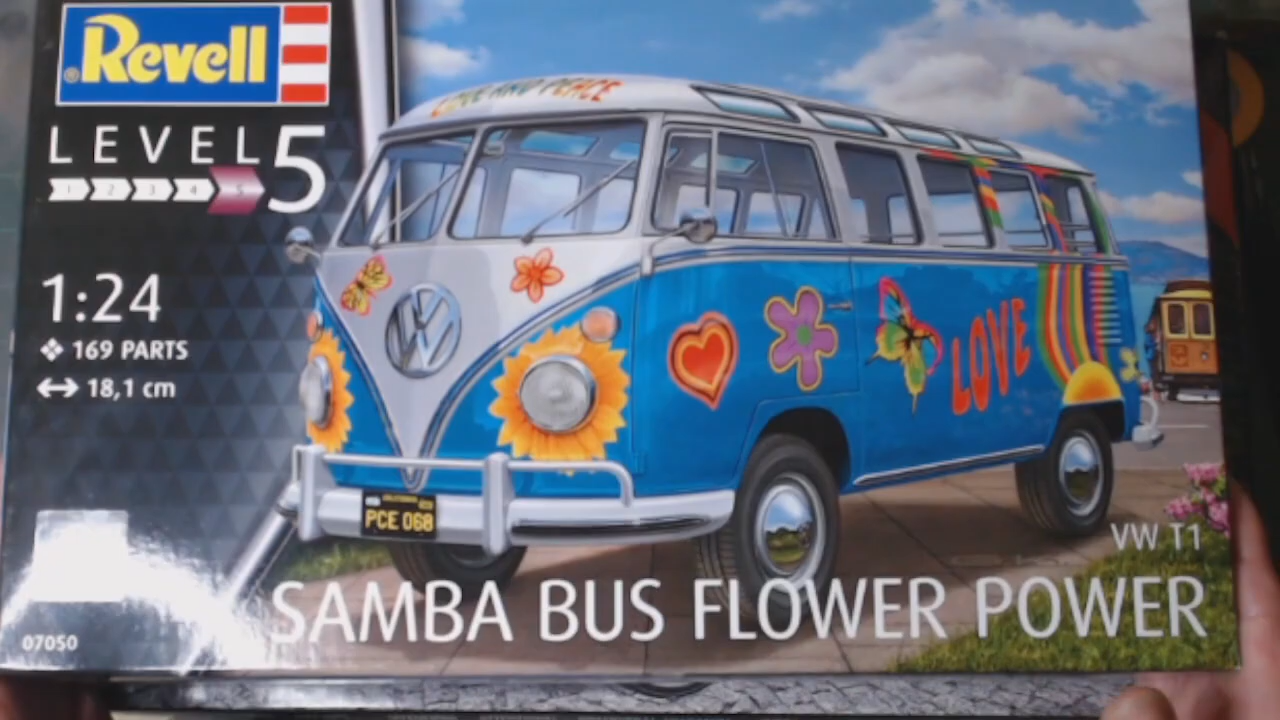 Revell
LEVEL 5
1 2 3 4 5
1:24
169 PARTS
18,1 cm
LOVE AND PEACE
LOVE
CALIFORNIA
PCE 068
VW T1
SAMBA BUS FLOWER POWER
07050